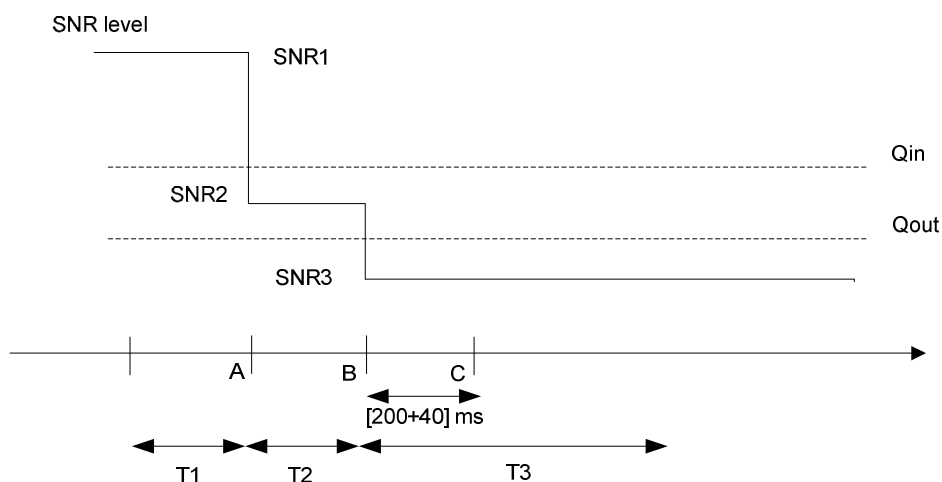 SNR level
SNR1
Qin
SNR2
Qout
SNR3
A
B
C
[200+40] ms
T1
T2
T3